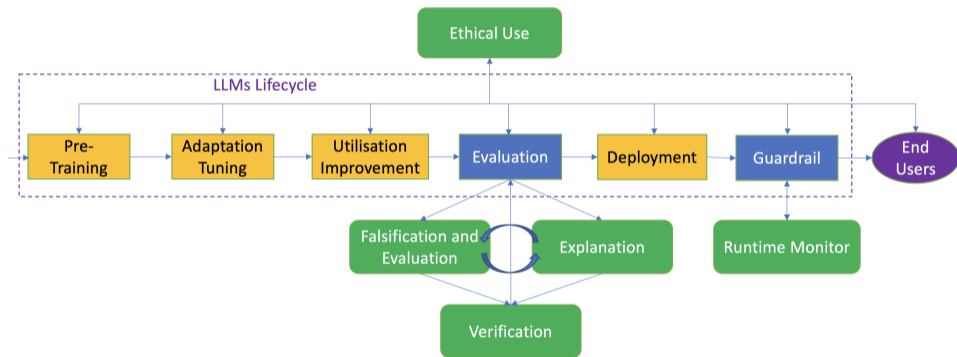 Ethical Use
LLMs Lifecycle
Pre-
Training
Adaptation
Tuning
Utilisation
Improvement
Evaluation
Deployment
Guardrail
End
Users
Falsification and
Evaluation
Explanation
Runtime Monitor
Verification